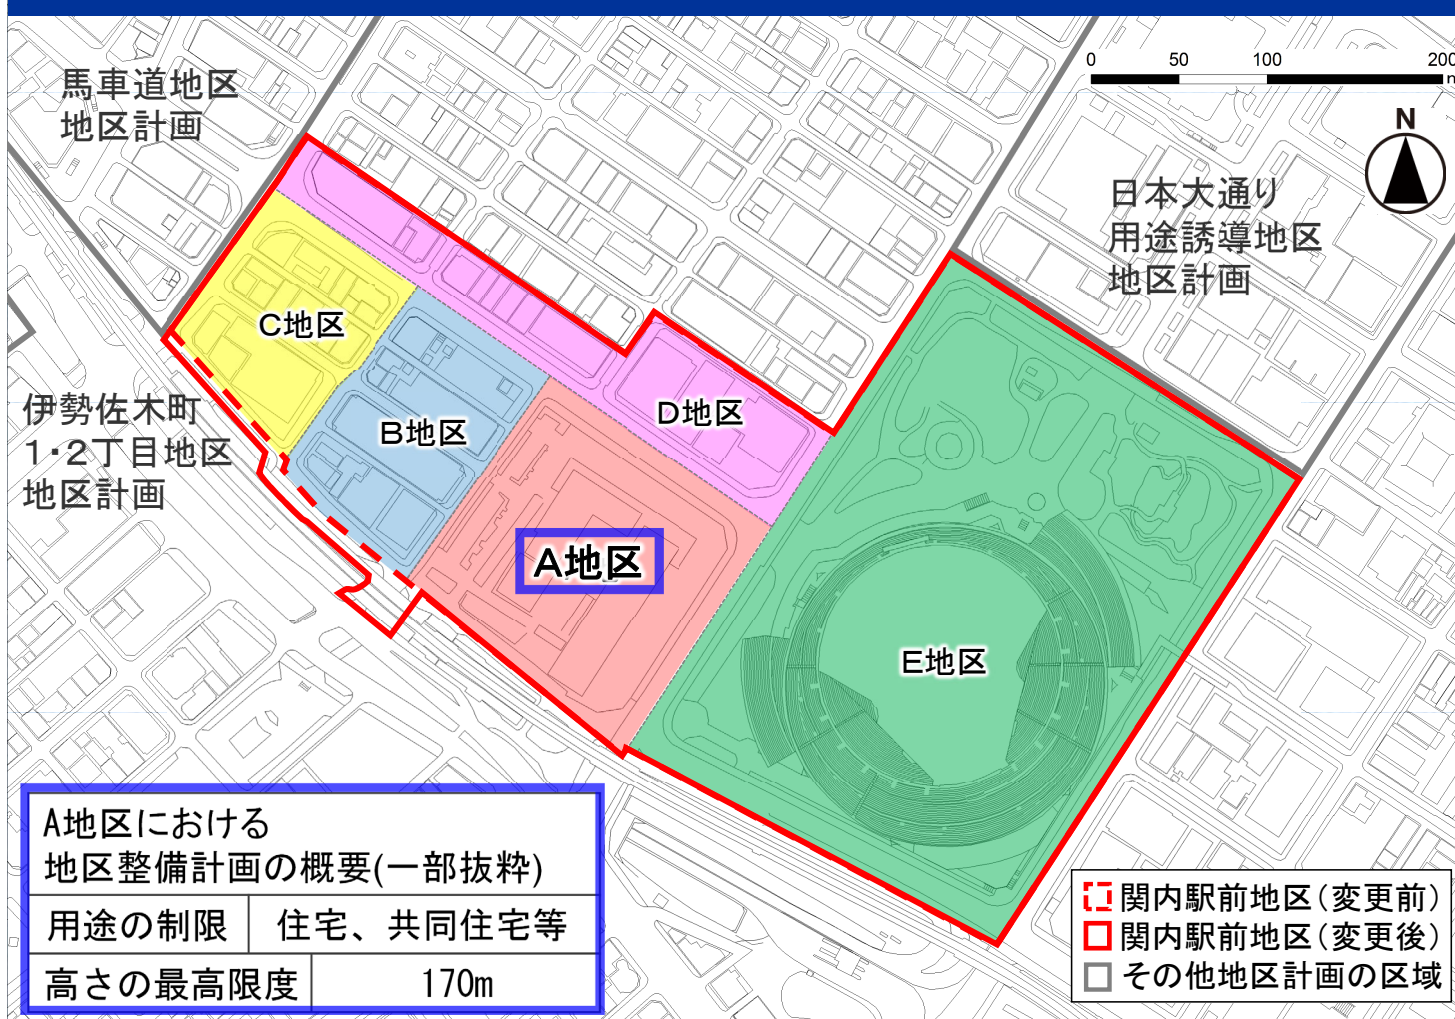 馬車道地区
地区計画
0 50 100 200
m
N
日本大通り
用途誘導地区
地区計画
C地区
B地区
D地区
A地区
E地区
伊勢佐木町
1・2丁目地区
地区計画
A地区における
地区整備計画の概要(一部抜粋)
用途の制限 住宅、共同住宅等
高さの最高限度 170m
関内駅前地区(変更前)
関内駅前地区(変更後)
その他地区計画の区域